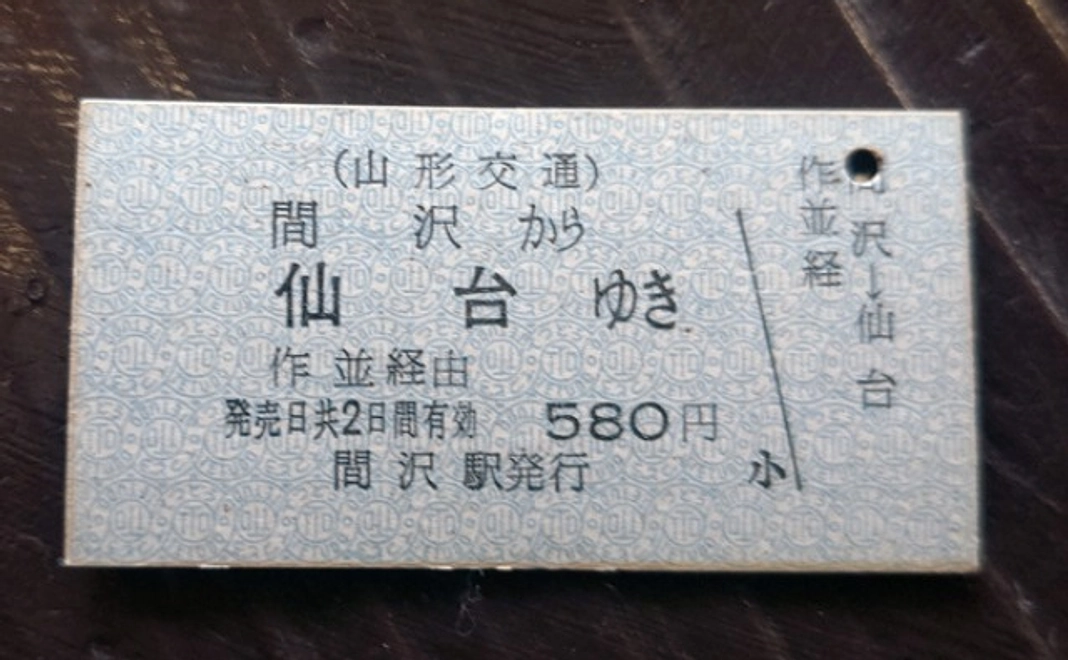 （山形交通）
間沢から
仙台ゆき
作並経由
発売日共2日間有効 580円
間沢駅発行
小
間沢→仙台
作並経